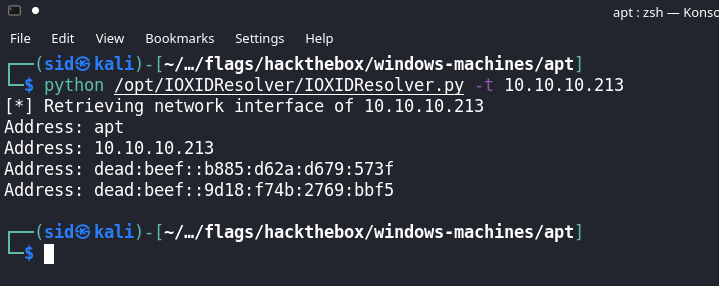 apt : zsh — Konso
File Edit View Bookmarks Settings Help
┌──(sid㉿kali)-[~/…/flags/hackthebox/windows-machines/apt]
└─$ python /opt/IOXIDResolver/IOXIDResolver.py -t 10.10.10.213
[*] Retrieving network interface of 10.10.10.213
Address: apt
Address: 10.10.10.213
Address: dead:beef::b885:d62a:d679:573f
Address: dead:beef::9d18:f74b:2769:bbf5
┌──(sid㉿kali)-[~/…/flags/hackthebox/windows-machines/apt]
└─$